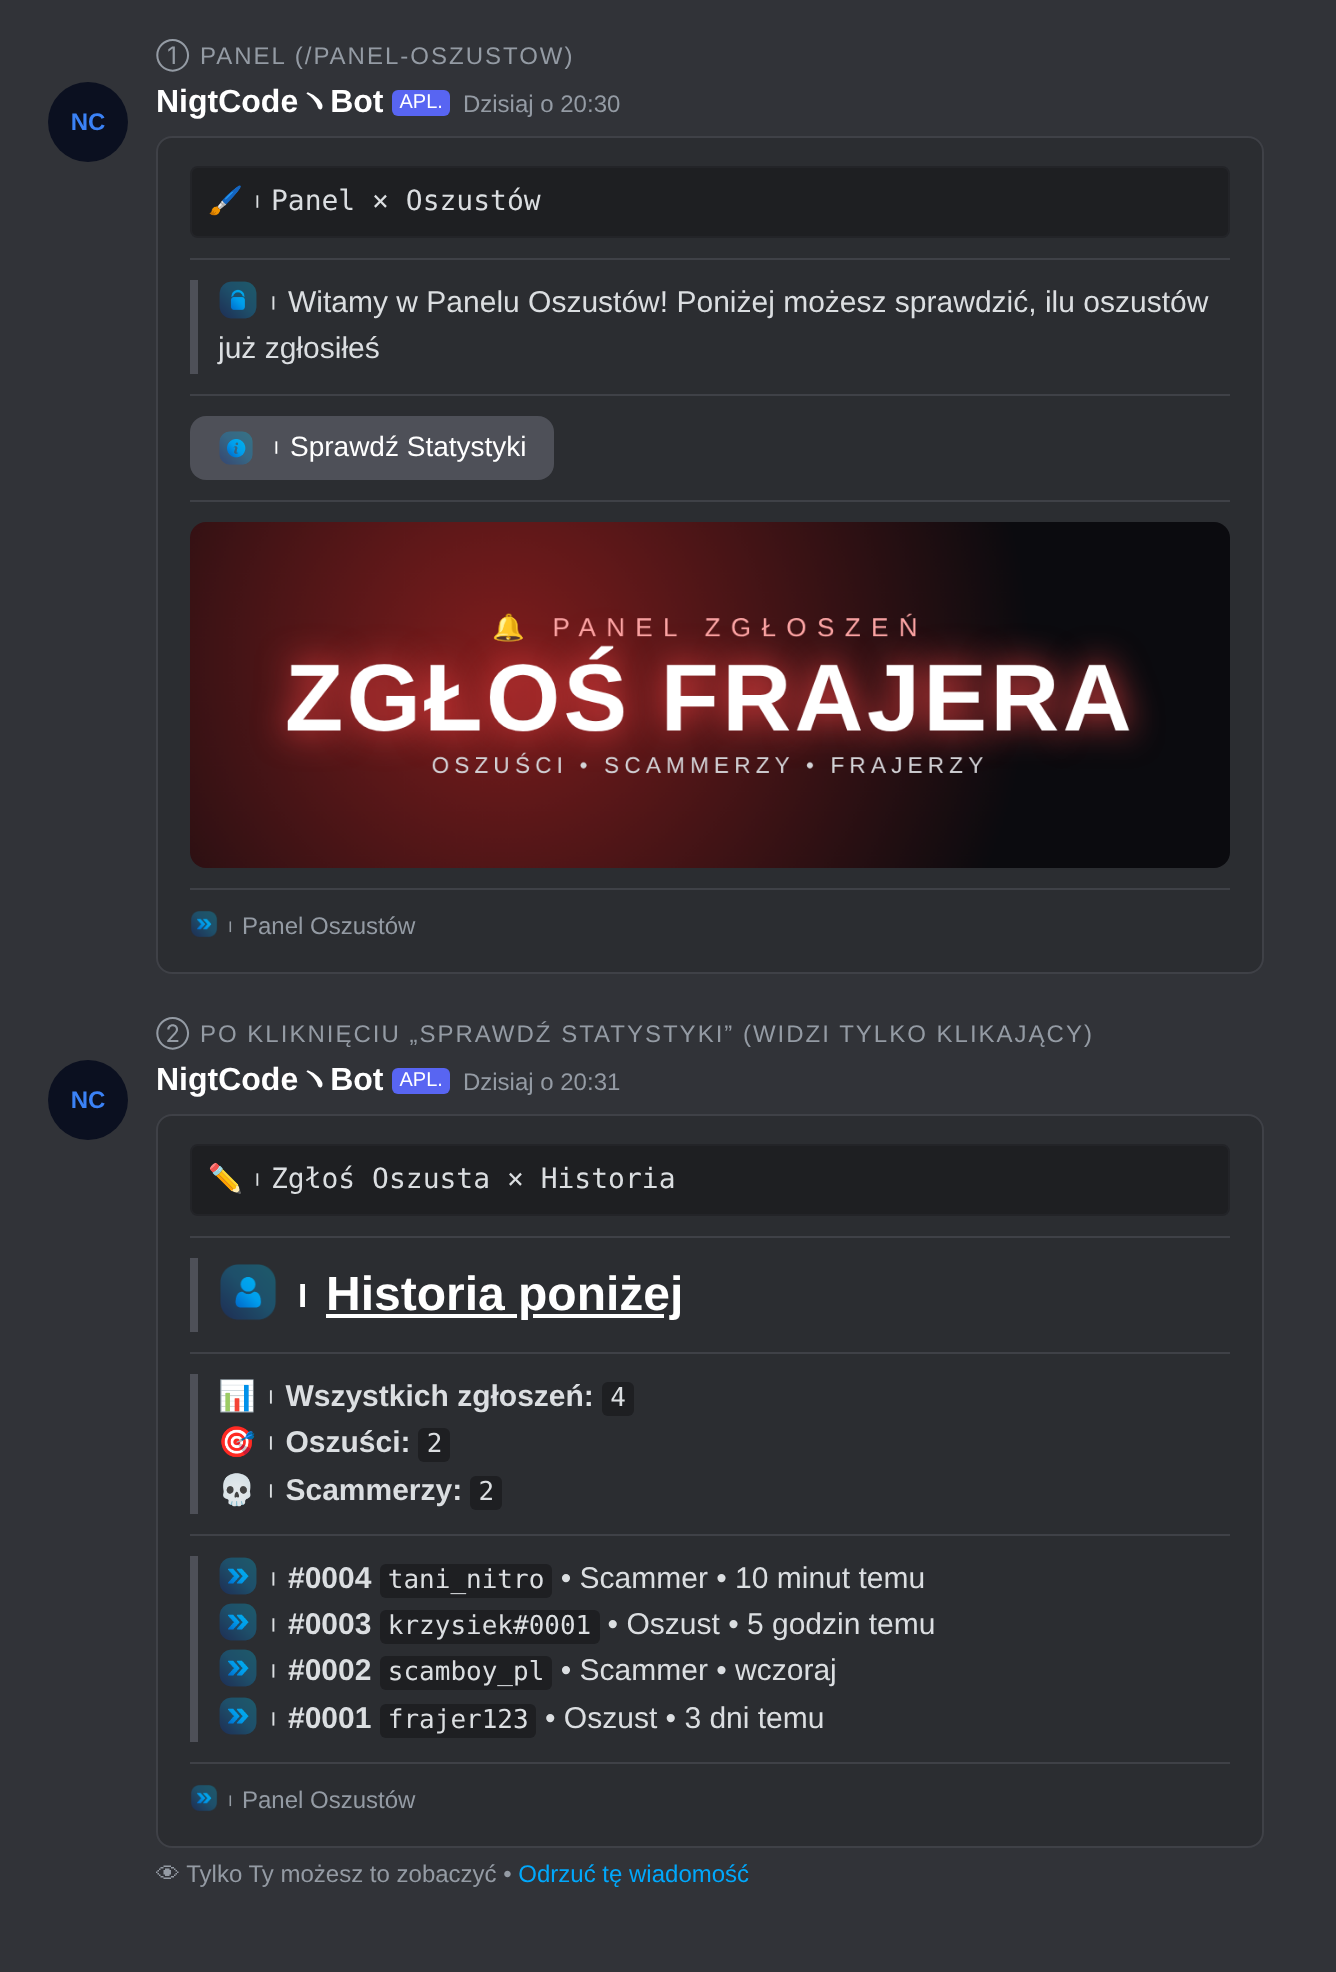 ① PANEL (/PANEL-OSZUSTOW)
NC
NigtCode ヽ Bot APL. Dzisiaj o 20:30
🖌️ ╷ Panel × Oszustów
╷ Witamy w Panelu Oszustów! Poniżej możesz sprawdzić, ilu oszustów
już zgłosiłeś
╷ Sprawdź Statystyki
🔔 PANEL ZGŁOSZEŃ
ZGŁOŚ FRAJERA
OSZUŚCI • SCAMMERZY • FRAJERZY
╷ Panel Oszustów
② PO KLIKNIĘCIU „SPRAWDŹ STATYSTYKI” (WIDZI TYLKO KLIKAJĄCY)
NC
NigtCode ヽ Bot APL. Dzisiaj o 20:31
✏️ ╷ Zgłoś Oszusta × Historia
╷ Historia poniżej
📊 ╷ Wszystkich zgłoszeń: 4
🎯 ╷ Oszuści: 2
💀 ╷ Scammerzy: 2
╷ #0004 tani_nitro • Scammer • 10 minut temu
╷ #0003 krzysiek#0001 • Oszust • 5 godzin temu
╷ #0002 scamboy_pl • Scammer • wczoraj
╷ #0001 frajer123 • Oszust • 3 dni temu
╷ Panel Oszustów
👁 Tylko Ty możesz to zobaczyć • Odrzuć tę wiadomość